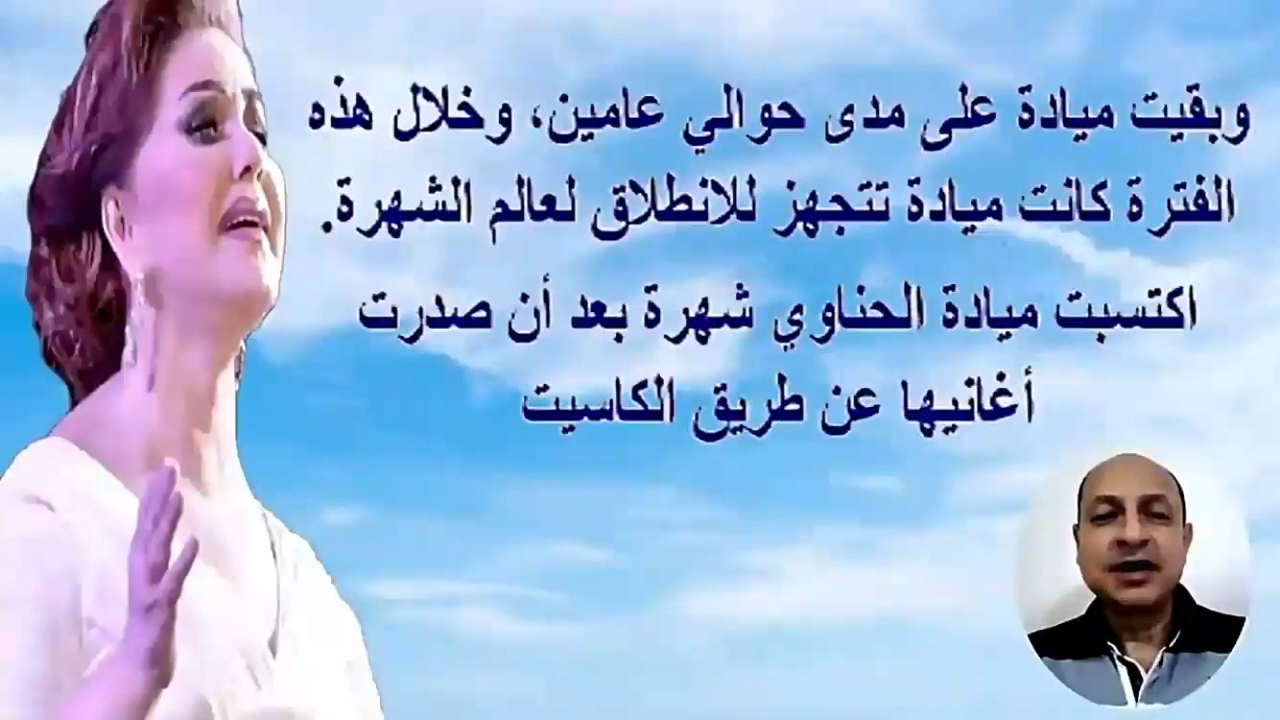 وبقيت ميادة على مدى حوالي عامين، وخلال هذه
الفترة كانت ميادة تتجهز للانطلاق لعالم الشهرة.
اكتسبت ميادة الحناوي شهرة بعد أن صدرت
أغانيها عن طريق الكاسيت